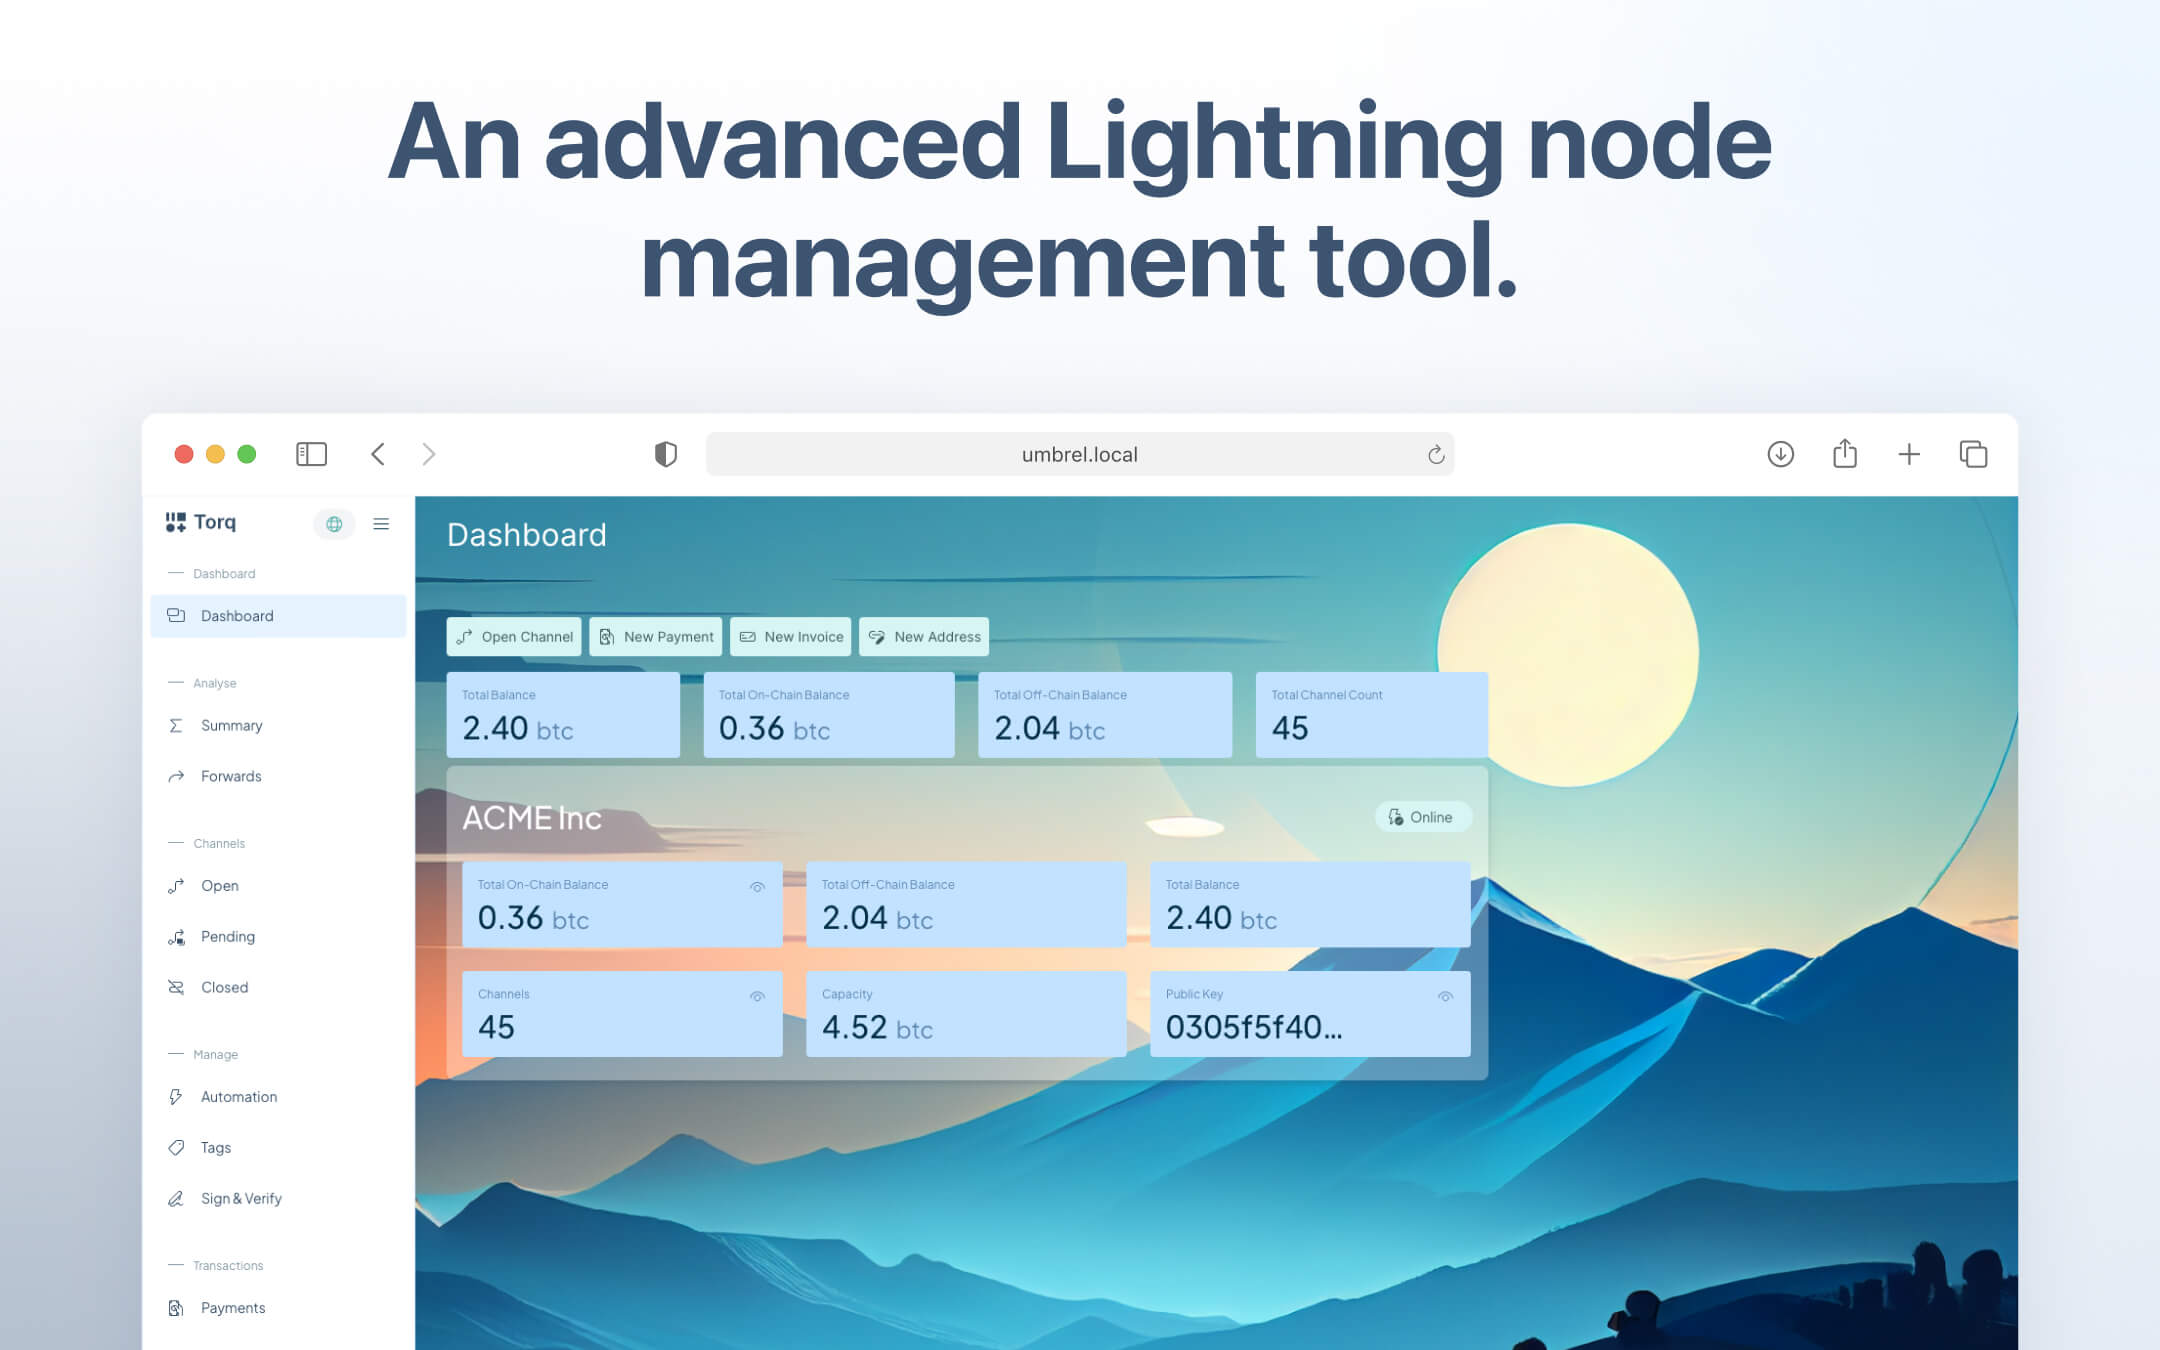 An advanced Lightning node
management tool.
umbrel.local
Torq
Dashboard
Dashboard
Analyse
Summary
Forwards
Channels
Open
Pending
Closed
Manage
Automation
Tags
Sign & Verify
Transactions
Payments
Dashboard
Open Channel
New Payment
New Invoice
New Address
Total Balance
2.40 btc
Total On-Chain Balance
0.36 btc
Total Off-Chain Balance
2.04 btc
Total Channel Count
45
ACME Inc
Online
Total On-Chain Balance
0.36 btc
Total Off-Chain Balance
2.04 btc
Total Balance
2.40 btc
Channels
45
Capacity
4.52 btc
Public Key
0305f5f40...